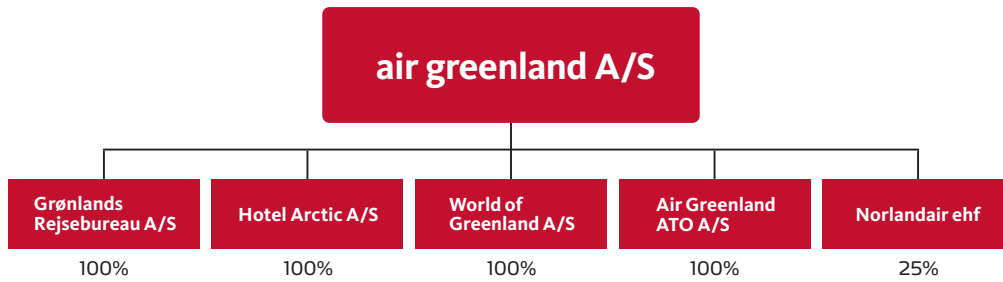 air greenland A/S
Grønlands
Rejsebureau A/S
Hotel Arctic A/S
World of
Greenland A/S
Air Greenland
ATO A/S
Norlandair ehf
100%
100%
100%
100%
25%